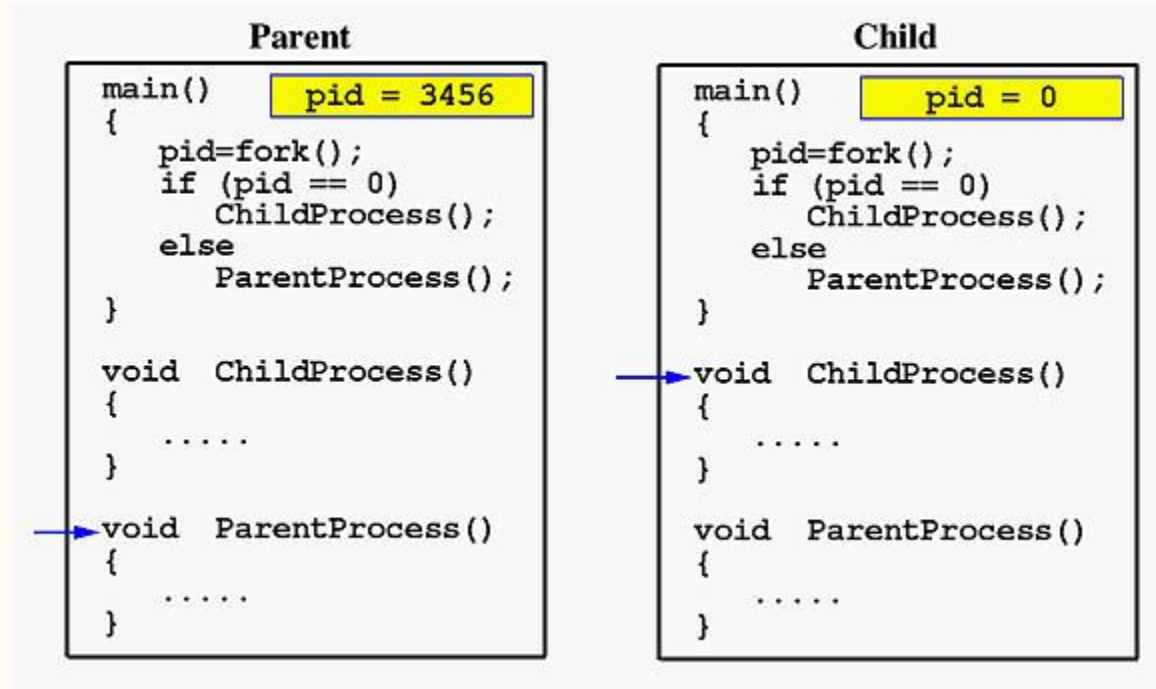 Parent
main()
pid = 3456
{
pid=fork();
if (pid == 0)
ChildProcess();
else
ParentProcess();
}
void ChildProcess()
{
.....
}
void ParentProcess()
{
.....
}
Child
main()
pid = 0
{
pid=fork();
if (pid == 0)
ChildProcess();
else
ParentProcess();
}
void ChildProcess()
{
.....
}
void ParentProcess()
{
.....
}